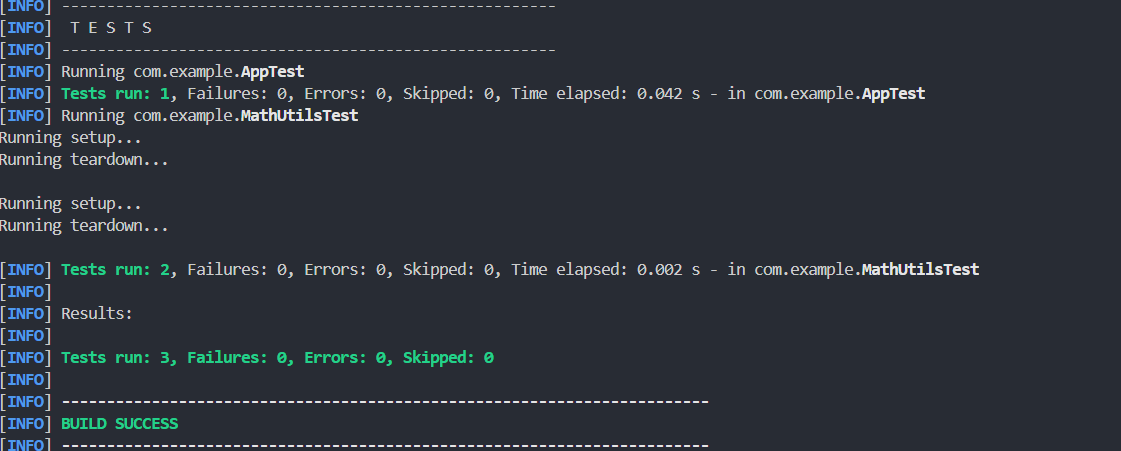 [INFO] -------------------------------------------------------
[INFO]  T E S T S
[INFO] -------------------------------------------------------
[INFO] Running com.example.AppTest
[INFO] Tests run: 1, Failures: 0, Errors: 0, Skipped: 0, Time elapsed: 0.042 s - in com.example.AppTest
[INFO] Running com.example.MathUtilsTest
Running setup...
Running teardown...

Running setup...
Running teardown...

[INFO] Tests run: 2, Failures: 0, Errors: 0, Skipped: 0, Time elapsed: 0.002 s - in com.example.MathUtilsTest
[INFO]
[INFO] Results:
[INFO]
[INFO] Tests run: 3, Failures: 0, Errors: 0, Skipped: 0
[INFO]
[INFO] ------------------------------------------------------------------------
[INFO] BUILD SUCCESS
[INFO] ------------------------------------------------------------------------